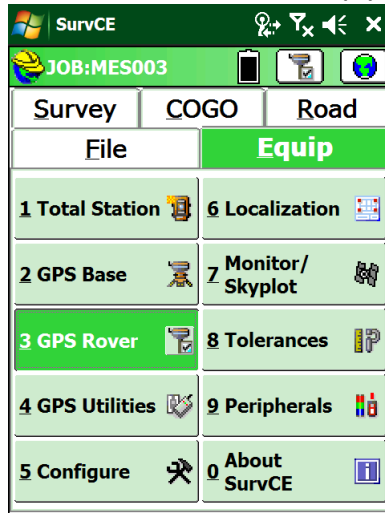 SurvCE
JOB:MES003
Survey COGO Road
File Equip
1 Total Station 6 Localization
2 GPS Base 7 Monitor/
Skyplot
3 GPS Rover 8 Tolerances
4 GPS Utilities 9 Peripherals
5 Configure 0 About
SurvCE